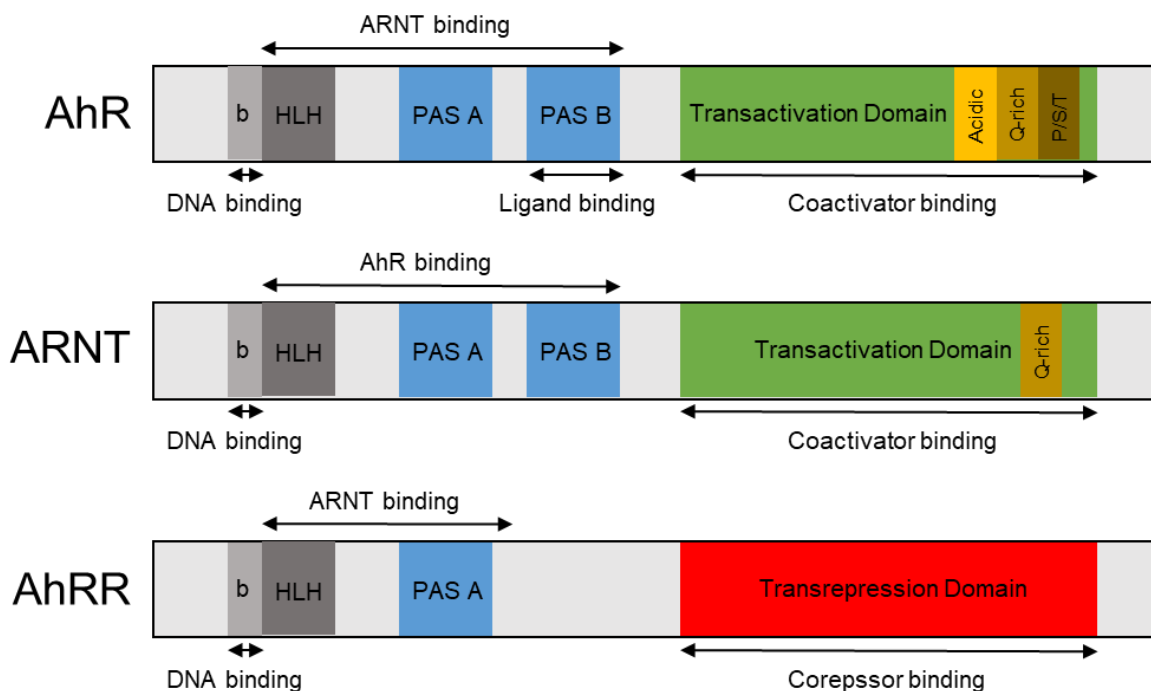 ARNT binding
AhR
b
HLH
PAS A
PAS B
Transactivation Domain
Acidic
Q-rich
P/S/T
DNA binding
Ligand binding
Coactivator binding
AhR binding
ARNT
b
HLH
PAS A
PAS B
Transactivation Domain
Q-rich
DNA binding
Coactivator binding
ARNT binding
AhRR
b
HLH
PAS A
Transrepression Domain
DNA binding
Corepssor binding